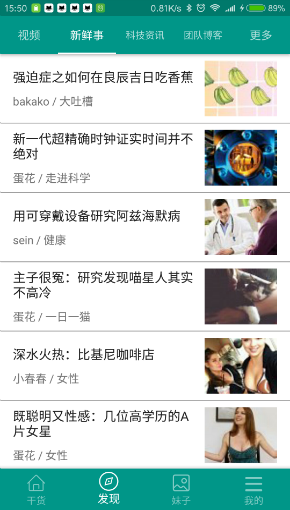 15:50
0.81K/s
89%
视频
新鲜事
科技资讯
团队博客
更多
强迫症之如何在良辰吉日吃香蕉
bakako / 大吐槽
新一代超精确时钟证实时间并不
绝对
蛋花 / 走进科学
用可穿戴设备研究阿兹海默病
sein / 健康
主子很冤：研究发现喵星人其实
不高冷
蛋花 / 一日一猫
深水火热：比基尼咖啡店
小春春 / 女性
既聪明又性感：几位高学历的A
片女星
蛋花 / 女性
干货
发现
妹子
我的